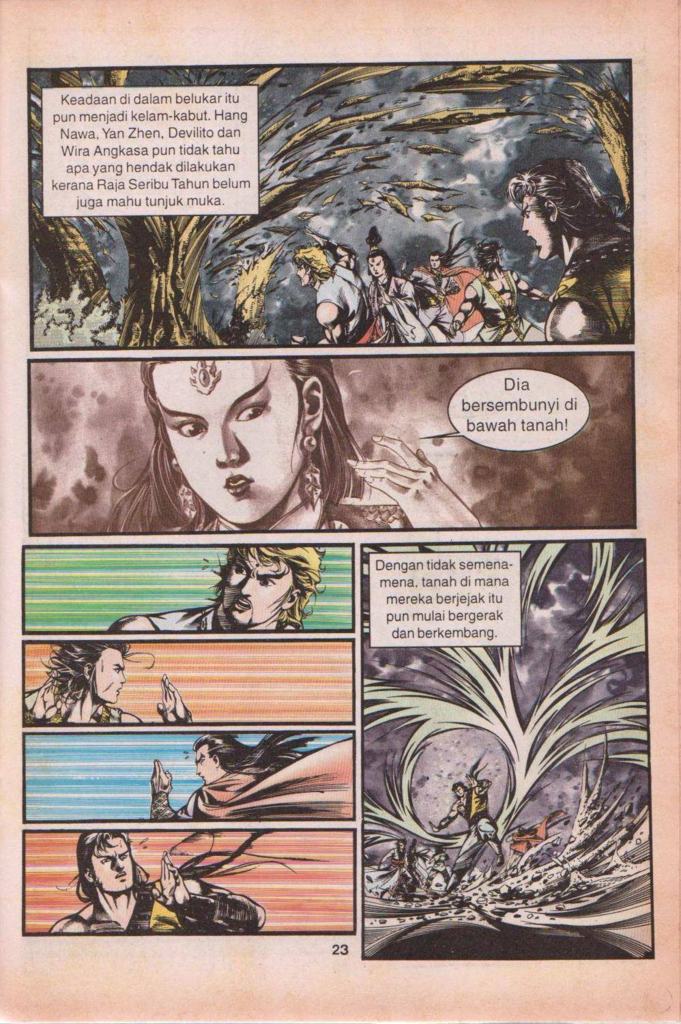 Keadaan di dalam belukar itu
pun menjadi kelam-kabut. Hang
Nawa, Yan Zhen, Devilito dan
Wira Angkasa pun tidak tahu
apa yang hendak dilakukan
kerana Raja Seribu Tahun belum
juga mahu tunjuk muka.
Dia
bersembunyi di
bawah tanah!
Dengan tidak semena-
mena, tanah di mana
mereka berjejak itu
pun mulai bergerak
dan berkembang.
23